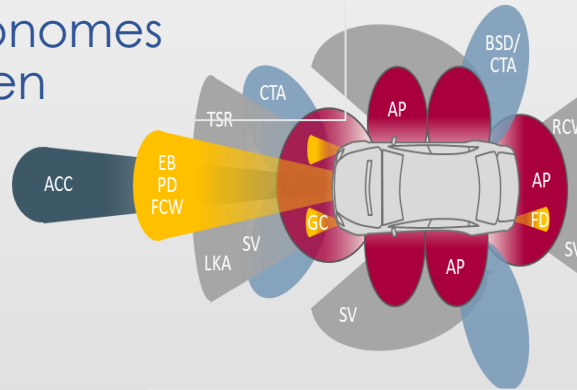 onomes
en
BSD/
CTA
CTA
AP
TSR
RCW
EB
PD
FCW
ACC
AP
GC
FD
SV
LKA
SV
AP
SV